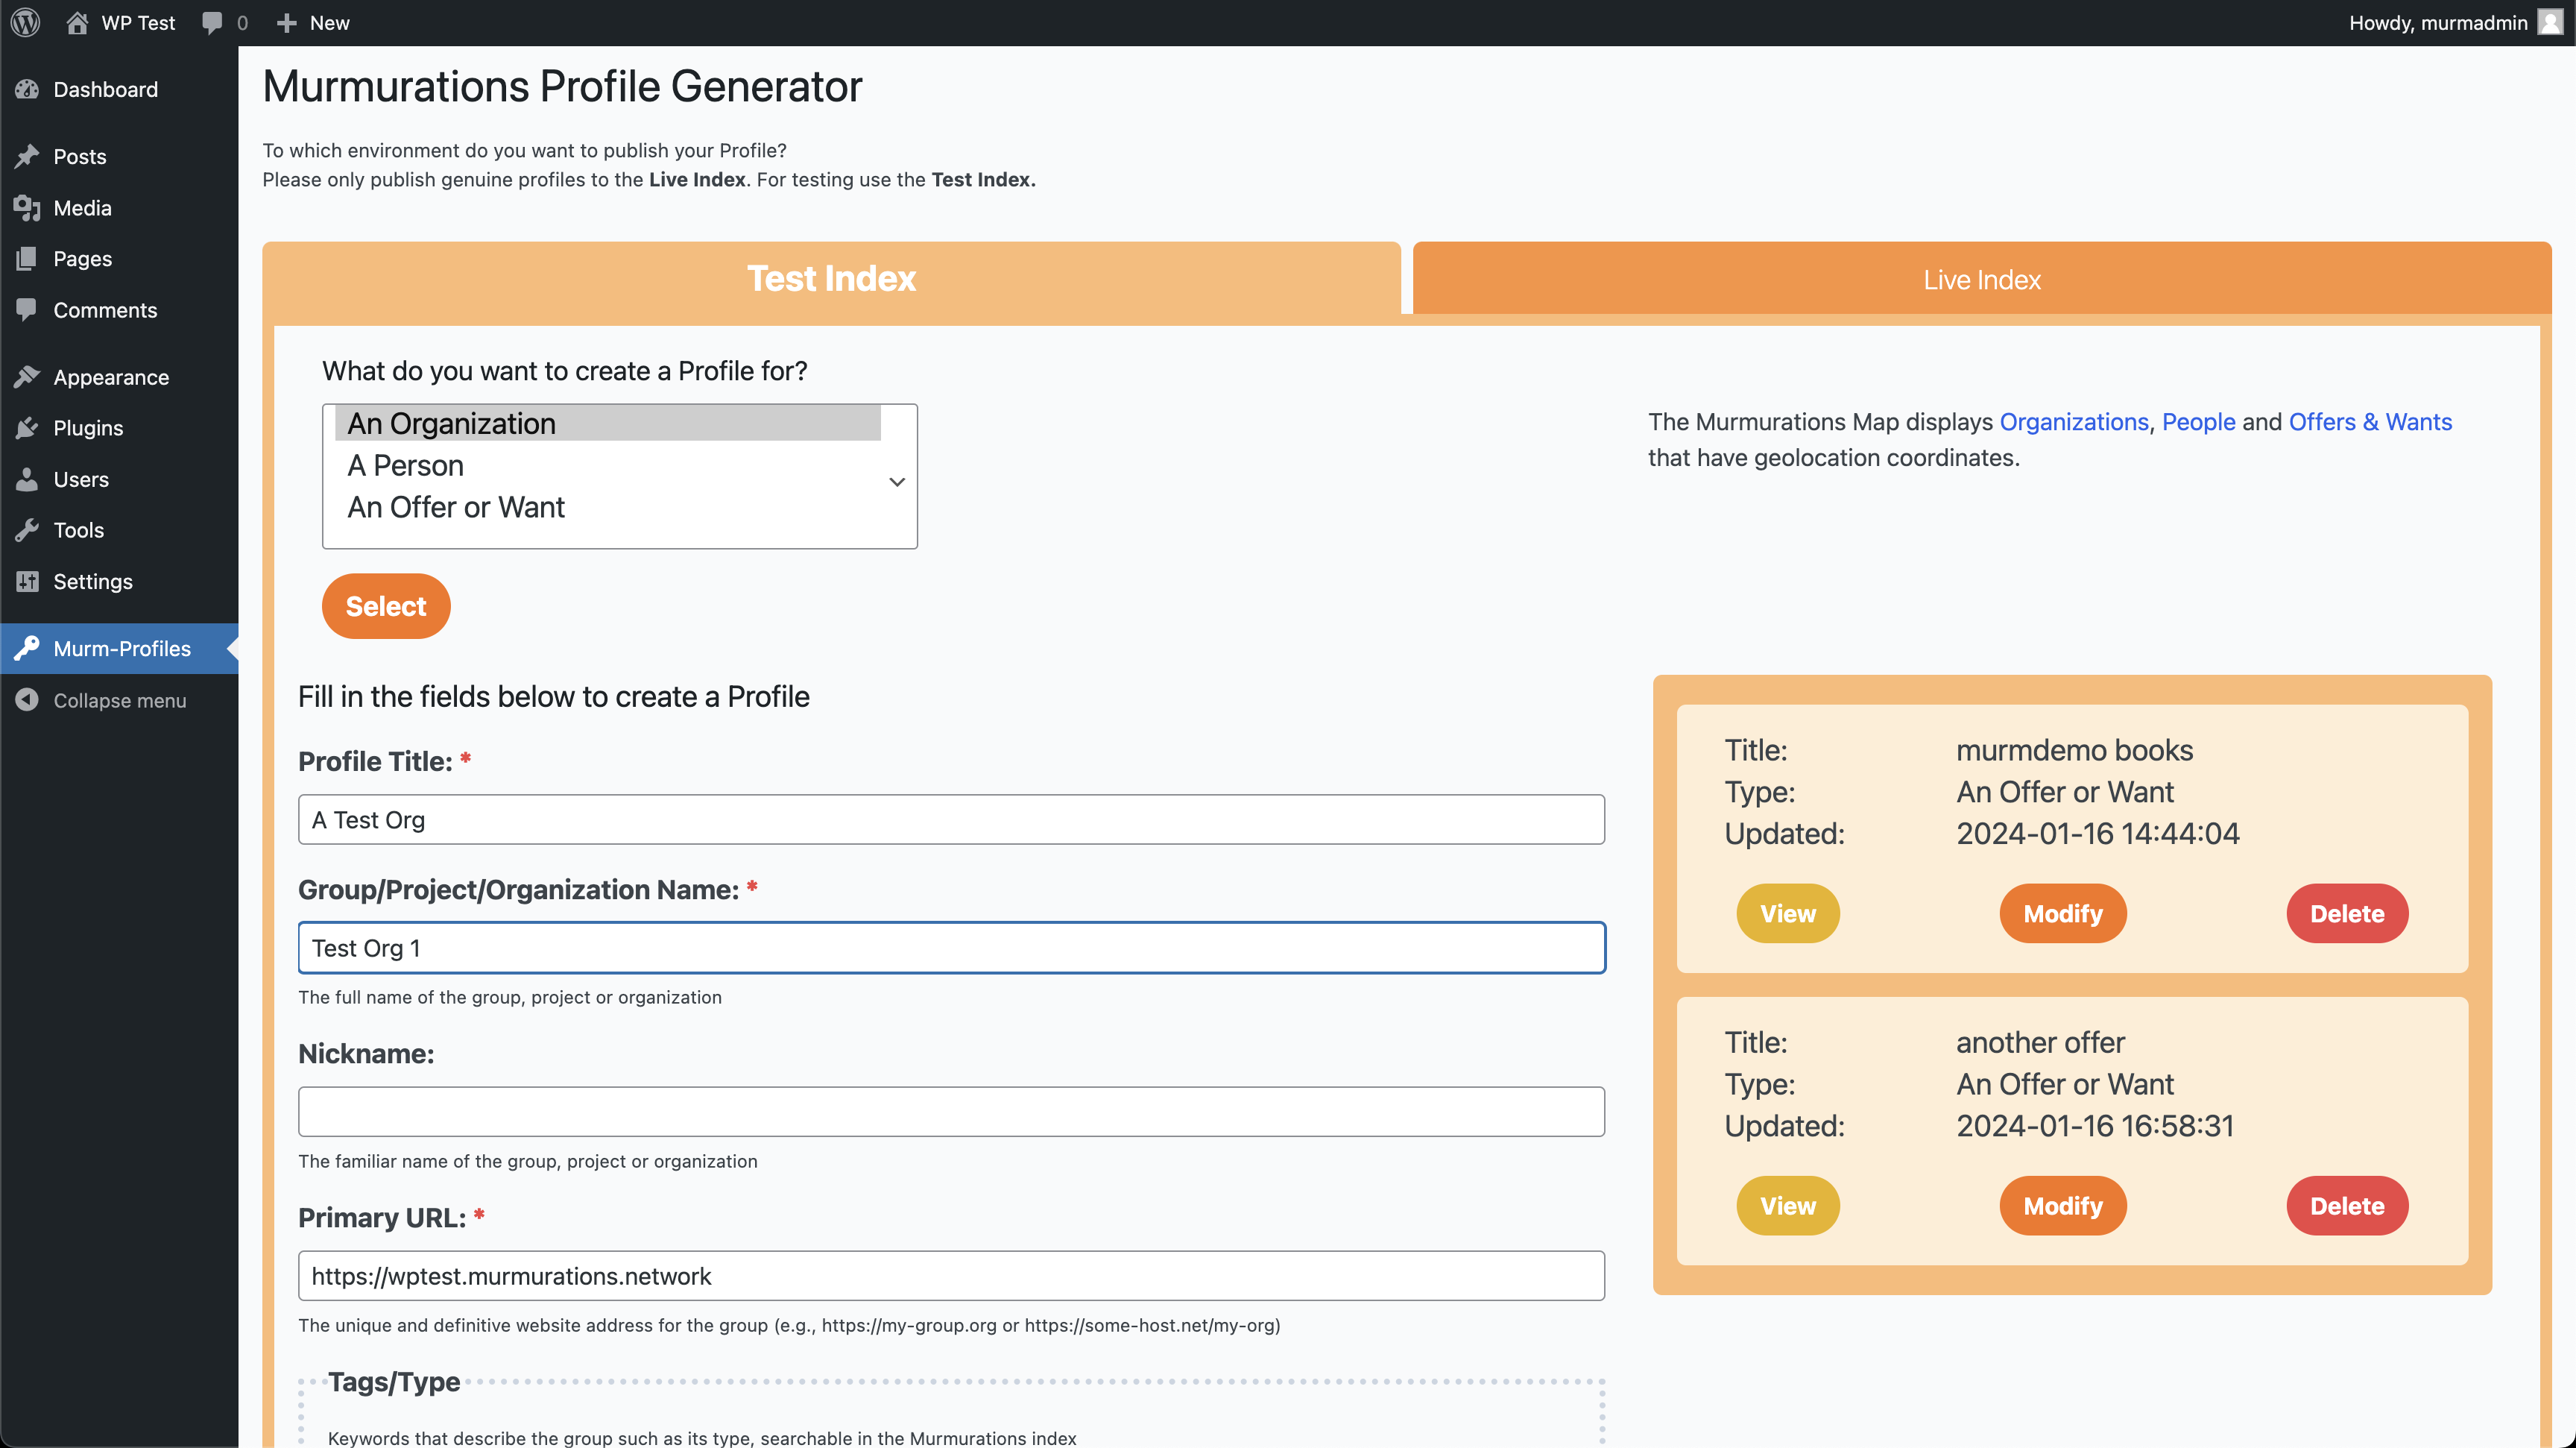 WP Test
0
New
Howdy, murmadmin
Dashboard
Posts
Media
Pages
Comments
Appearance
Plugins
Users
Tools
Settings
Murm-Profiles
Collapse menu
Murmurations Profile Generator
To which environment do you want to publish your Profile?
Please only publish genuine profiles to the Live Index. For testing use the Test Index.
Test Index
Live Index
What do you want to create a Profile for?
An Organization
A Person
An Offer or Want
Select
The Murmurations Map displays Organizations, People and Offers & Wants
that have geolocation coordinates.
Fill in the fields below to create a Profile
Profile Title: *
A Test Org
Group/Project/Organization Name: *
Test Org 1
The full name of the group, project or organization
Nickname:
The familiar name of the group, project or organization
Primary URL: *
https://wptest.murmurations.network
The unique and definitive website address for the group (e.g., https://my-group.org or https://some-host.net/my-org)
Tags/Type
Keywords that describe the group such as its type, searchable in the Murmurations index
Title: murmdemo books
Type: An Offer or Want
Updated: 2024-01-16 14:44:04
View Modify Delete
Title: another offer
Type: An Offer or Want
Updated: 2024-01-16 16:58:31
View Modify Delete